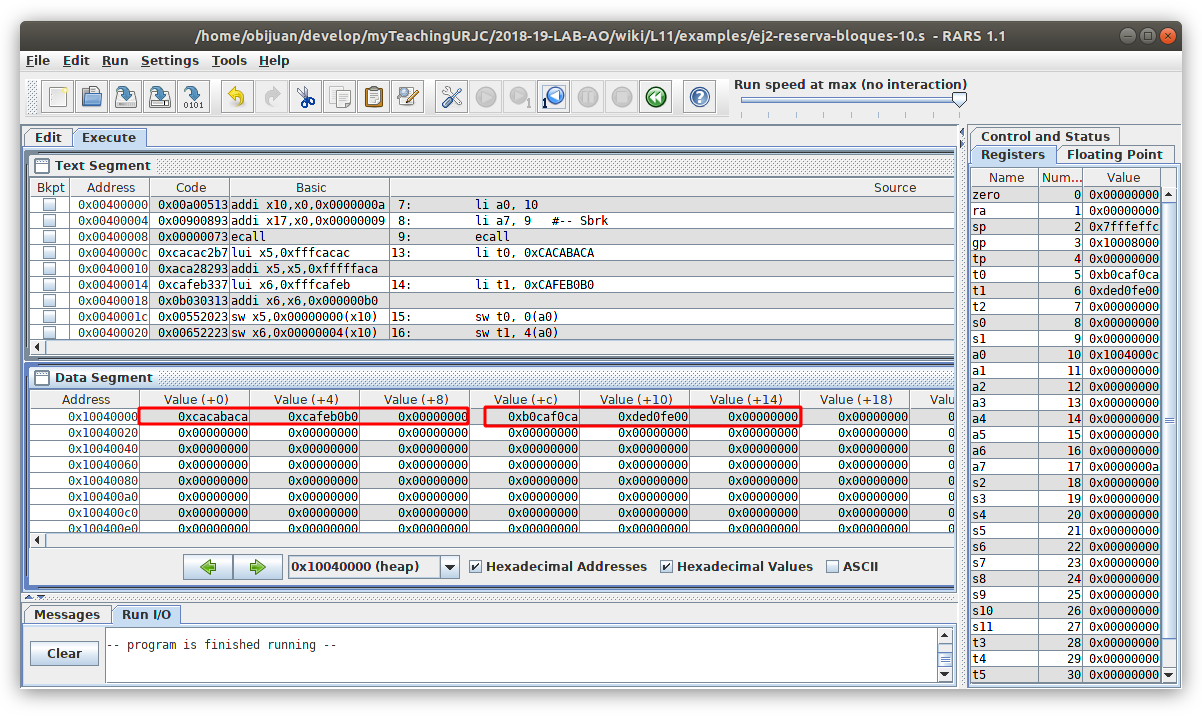 /home/obijuan/develop/myTeachingURJC/2018-19-LAB-AO/wiki/L11/examples/ej2-reserva-bloques-10.s - RARS 1.1
File Edit Run Settings Tools Help
Run speed at max (no interaction)
Edit Execute
Text Segment
Bkpt Address Code Basic Source
0x00400000 0x00a00513 addi x10,x0,0x0000000a 7: li a0, 10
0x00400004 0x00900893 addi x17,x0,0x00000009 8: li a7, 9 #-- Sbrk
0x00400008 0x00000073 ecall 9: ecall
0x0040000c 0xcacac2b7 lui x5,0xfffcacac 13: li t0, 0xCACABACA
0x00400010 0xaca28293 addi x5,x5,0xfffffaca
0x00400014 0xcafeb337 lui x6,0xfffcafeb 14: li t1, 0xCAFEB0B0
0x00400018 0x0b030313 addi x6,x6,0x000000b0
0x0040001c 0x00552023 sw x5,0x00000000(x10) 15: sw t0, 0(a0)
0x00400020 0x00652223 sw x6,0x00000004(x10) 16: sw t1, 4(a0)
Data Segment
Address Value (+0) Value (+4) Value (+8) Value (+c) Value (+10) Value (+14) Value (+18) Valu
0x10040000 0xcacabaca 0xcafeb0b0 0x00000000 0xb0caf0ca 0xded0fe00 0x00000000 0x00000000 0
0x10040020 0x00000000 0x00000000 0x00000000 0x00000000 0x00000000 0x00000000 0x00000000 0
0x10040040 0x00000000 0x00000000 0x00000000 0x00000000 0x00000000 0x00000000 0x00000000 0
0x10040060 0x00000000 0x00000000 0x00000000 0x00000000 0x00000000 0x00000000 0x00000000 0
0x10040080 0x00000000 0x00000000 0x00000000 0x00000000 0x00000000 0x00000000 0x00000000 0
0x100400a0 0x00000000 0x00000000 0x00000000 0x00000000 0x00000000 0x00000000 0x00000000 0
0x100400c0 0x00000000 0x00000000 0x00000000 0x00000000 0x00000000 0x00000000 0x00000000 0
0x100400e0 0x00000000 0x00000000 0x00000000 0x00000000 0x00000000 0x00000000 0x00000000 0
0x10040000 (heap) Hexadecimal Addresses Hexadecimal Values ASCII
Messages Run I/O
Clear
-- program is finished running --
Control and Status
Registers Floating Point
Name Num... Value
zero 0 0x00000000
ra 1 0x00000000
sp 2 0x7fffeffc
gp 3 0x10008000
tp 4 0x00000000
t0 5 0xb0caf0ca
t1 6 0xded0fe00
t2 7 0x00000000
s0 8 0x00000000
s1 9 0x00000000
a0 10 0x1004000c
a1 11 0x00000000
a2 12 0x00000000
a3 13 0x00000000
a4 14 0x00000000
a5 15 0x00000000
a6 16 0x00000000
a7 17 0x0000000a
s2 18 0x00000000
s3 19 0x00000000
s4 20 0x00000000
s5 21 0x00000000
s6 22 0x00000000
s7 23 0x00000000
s8 24 0x00000000
s9 25 0x00000000
s10 26 0x00000000
s11 27 0x00000000
t3 28 0x00000000
t4 29 0x00000000
t5 30 0x00000000